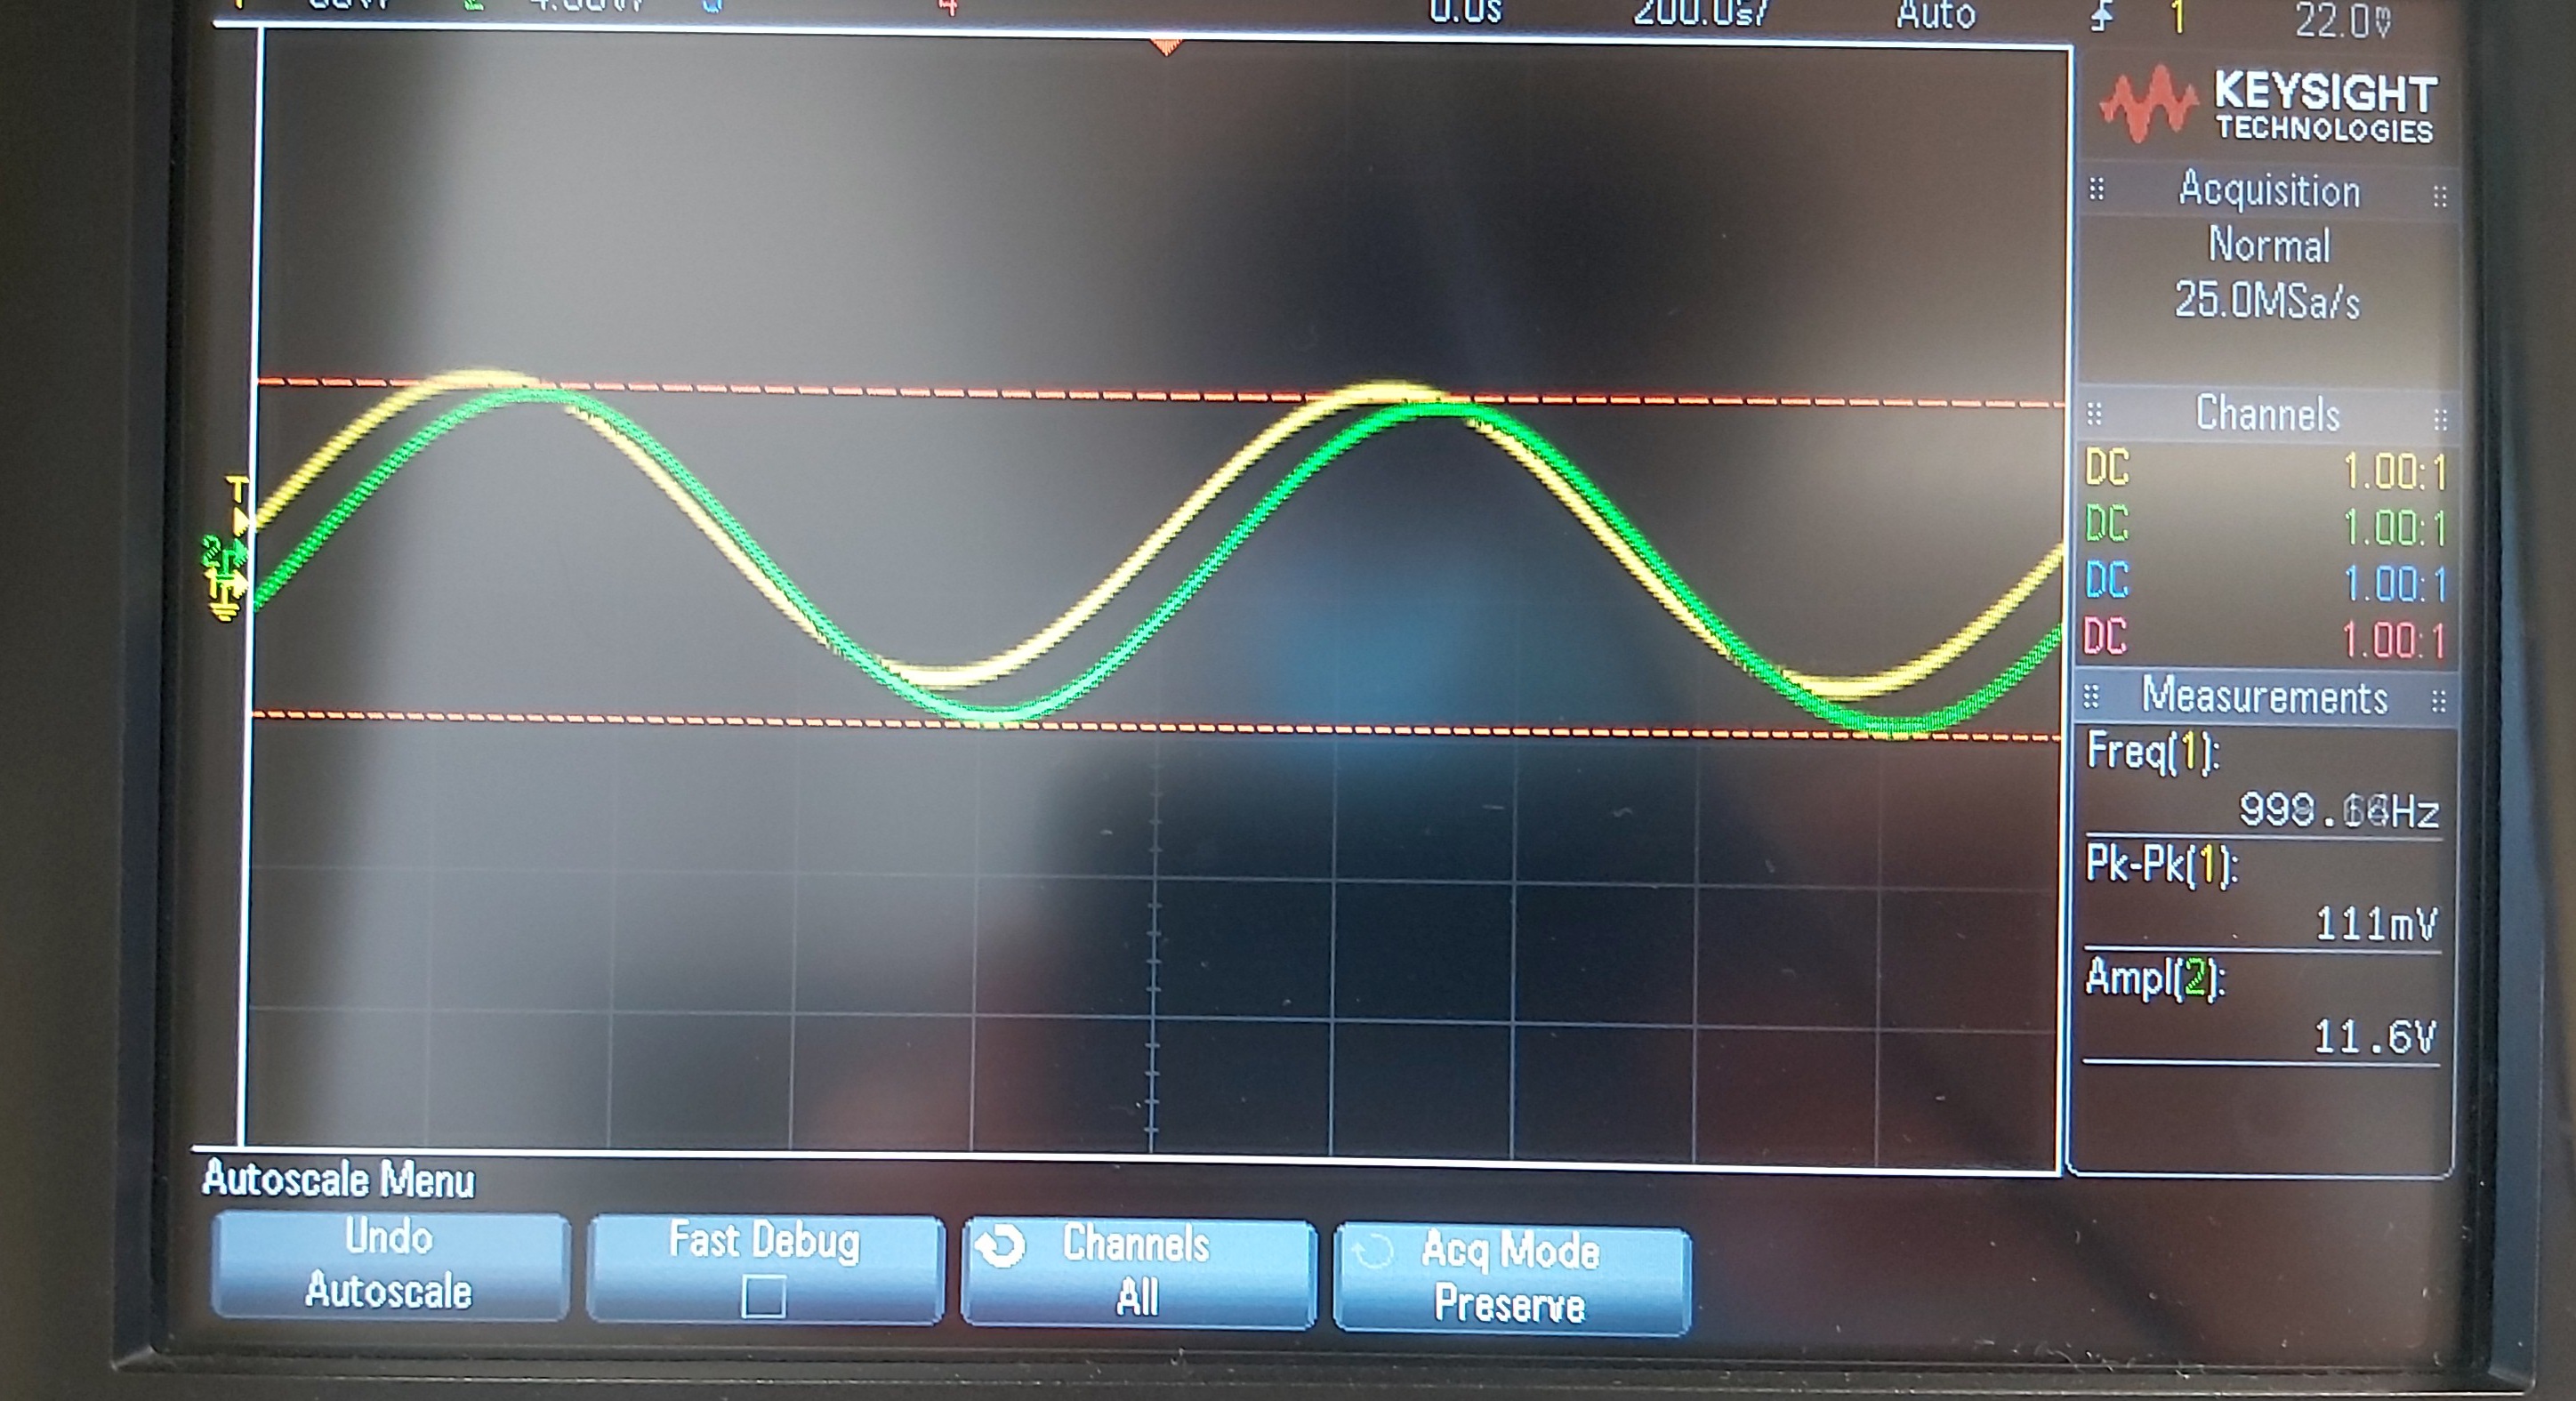 0.0s 200.0s/ Auto 1 22.0
KEYSIGHT
TECHNOLOGIES
Acquisition
Normal
25.0MSa/s
Channels
DC 1.00:1
DC 1.00:1
DC 1.00:1
DC 1.00:1
T
2
1
Measurements
Freq(1):
Pk-Pk(1):
111mV
Ampl(2):
11.6V
Autoscale Menu
Undo
Autoscale
Fast Debug
Channels
All
Acq Mode
Preserve